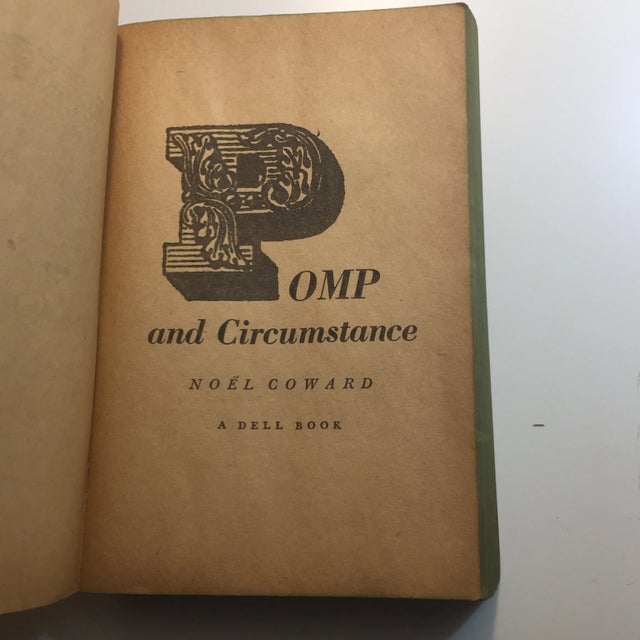 POMP
and Circumstance
NOËL COWARD
A DELL BOOK